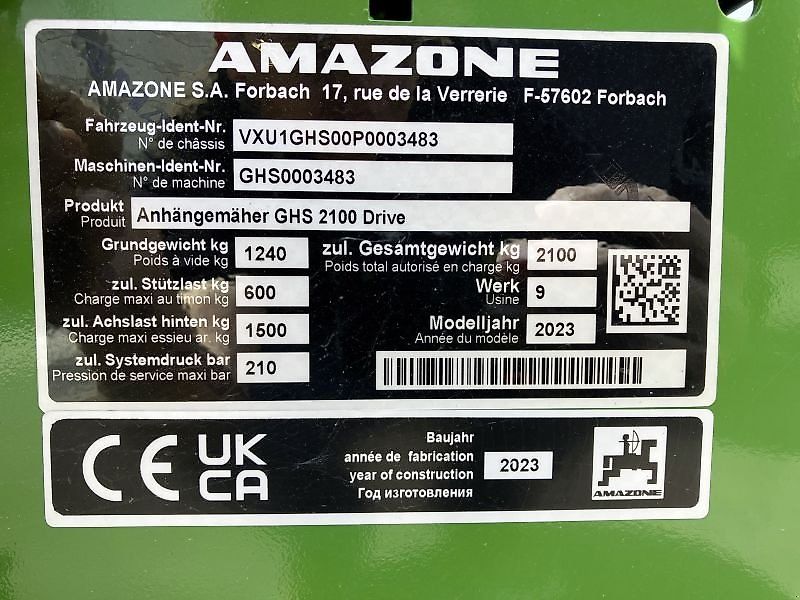 AMAZONE
AMAZONE S.A. Forbach 17, rue de la Verrerie F-57602 Forbach
Fahrzeug-Ident-Nr. VXU1GHS00P0003483
N° de châssis
Maschinen-Ident-Nr. GHS0003483
N° de machine
Produkt Anhängemäher GHS 2100 Drive
Produit
Grundgewicht kg 1240 zul. Gesamtgewicht kg 2100
Poids à vide kg Poids total autorisé en charge kg
zul. Stützlast kg 600 Werk 9
Charge maxi au timon kg Usine
zul. Achslast hinten kg 1500 Modelljahr 2023
Charge maxi essieu ar. kg Année du modèle
zul. Systemdruck bar 210
Pression de service maxi bar
CE UK
CA
Baujahr
année de fabrication 2023
year of construction
Год изготовления
AMAZONE